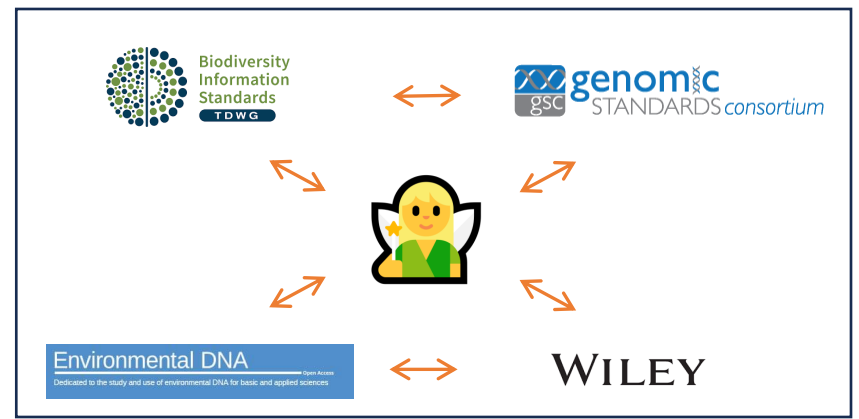 Biodiversity
Information
Standards
TDWG
genomic
gsc STANDARDS consortium
Environmental DNA
Open Access
Dedicated to the study and use of environmental DNA for basic and applied sciences
WILEY